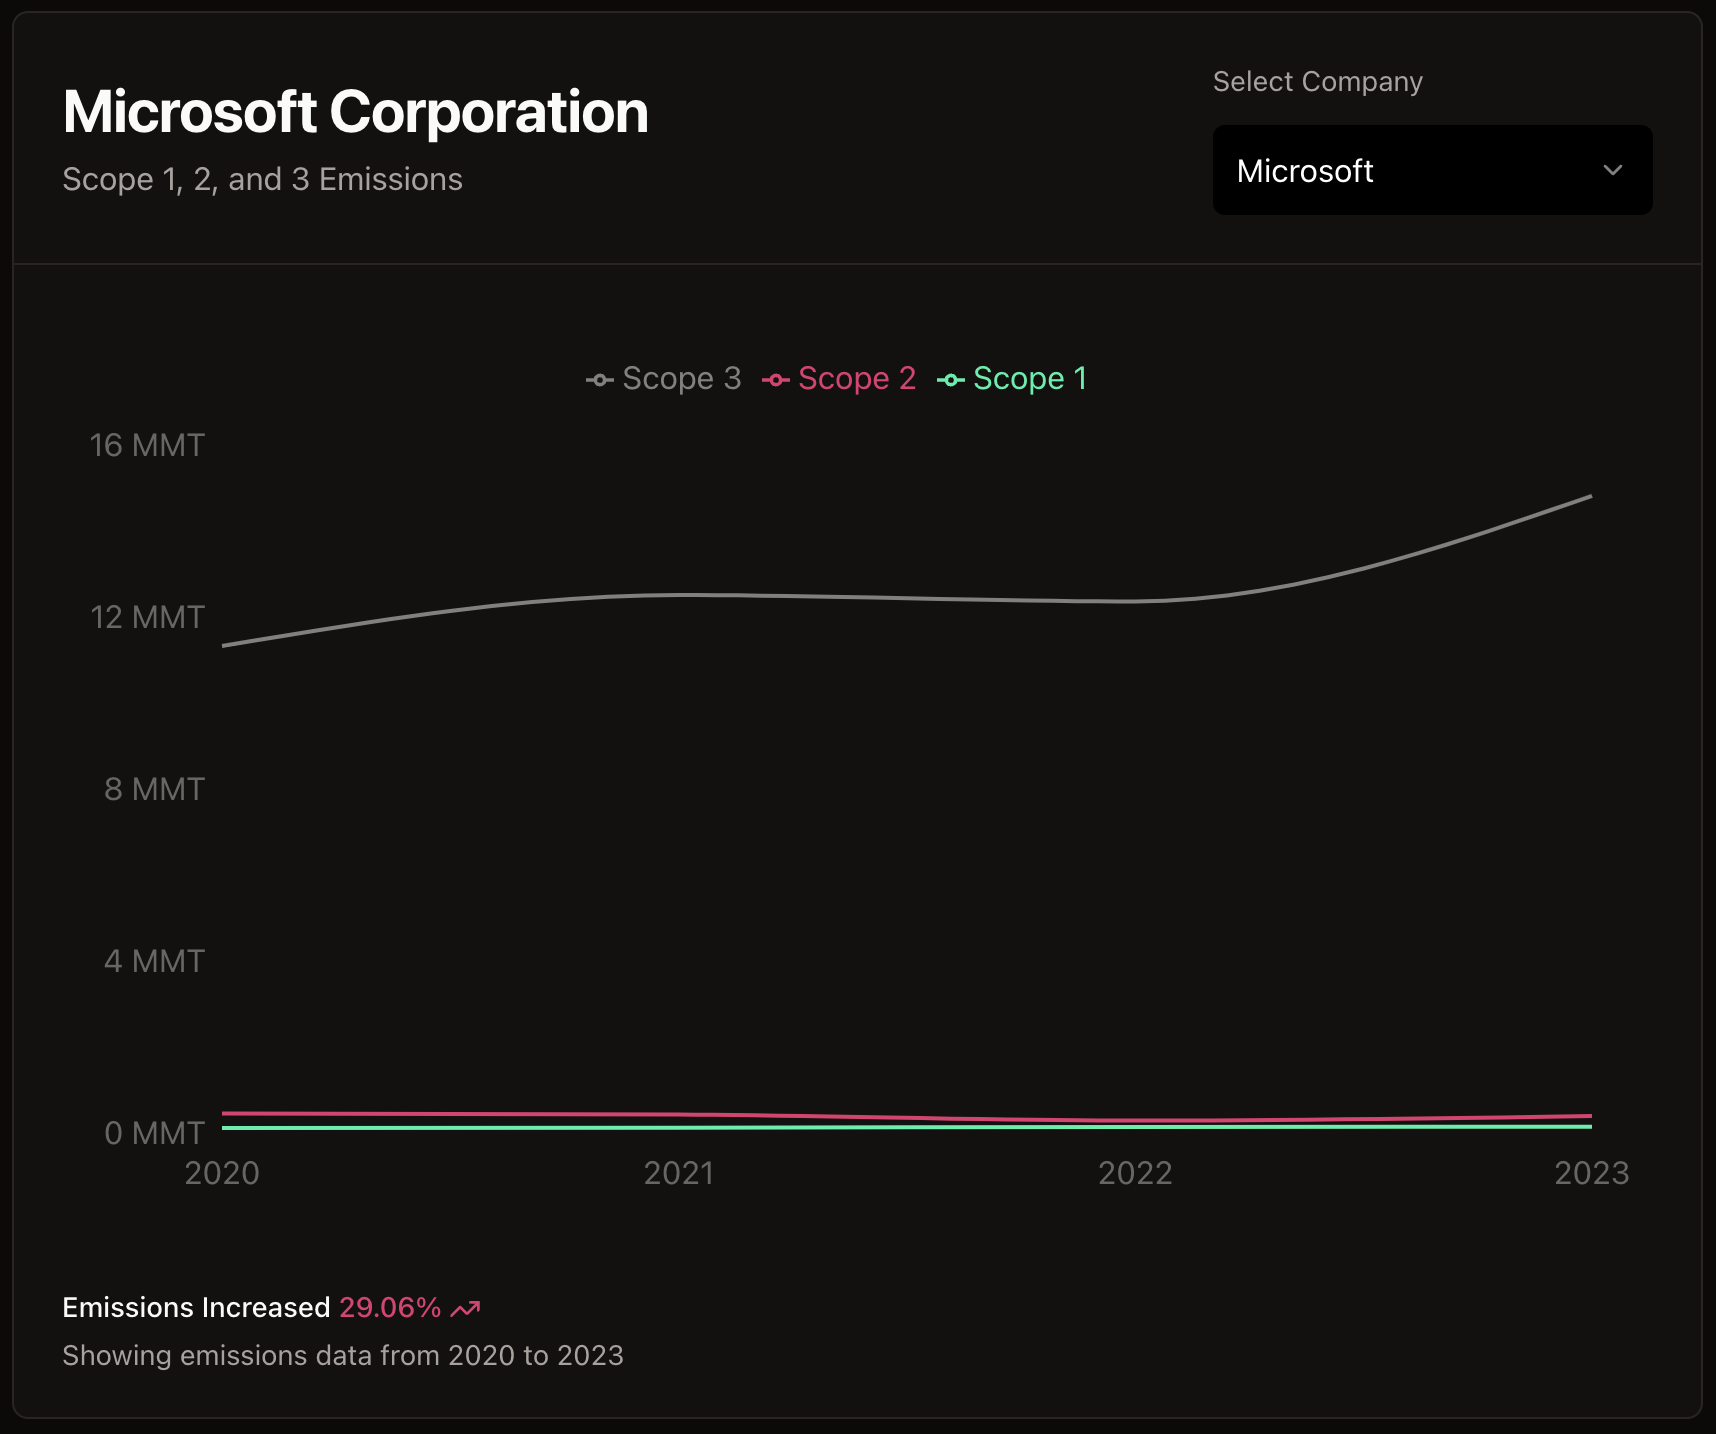 Microsoft Corporation
Scope 1, 2, and 3 Emissions
Select Company
Microsoft
Scope 3 Scope 2 Scope 1
16 MMT
12 MMT
8 MMT
4 MMT
0 MMT
2020 2021 2022 2023
Emissions Increased 29.06%
Showing emissions data from 2020 to 2023